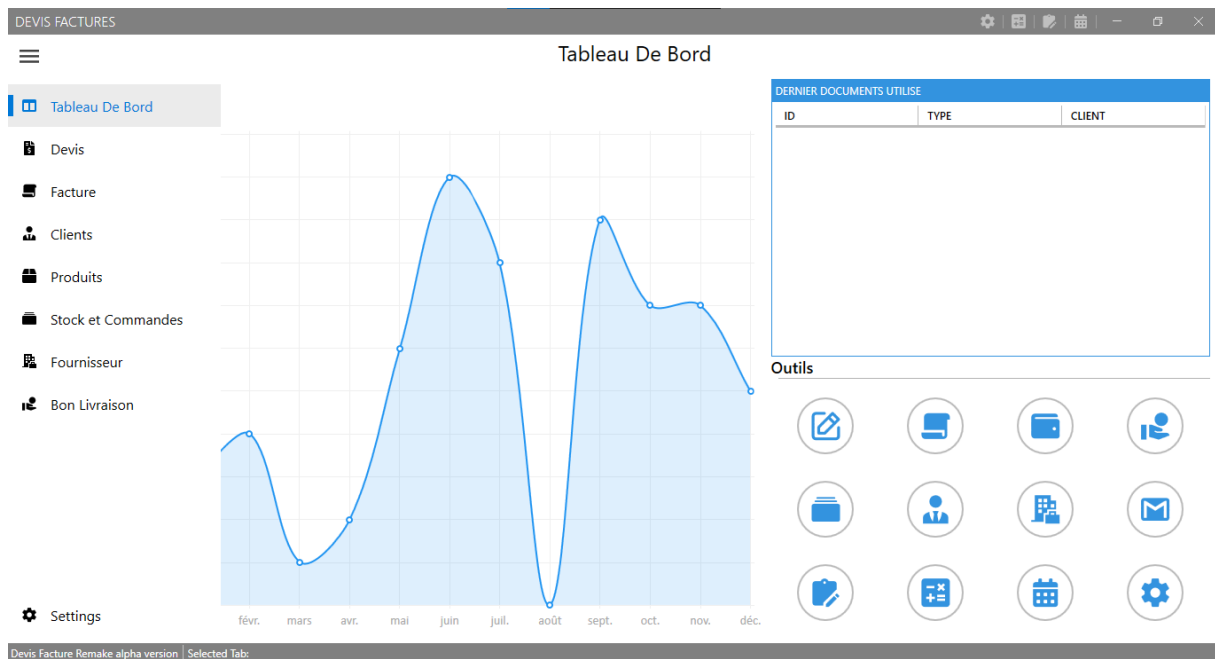 DEVIS FACTURES
Tableau De Bord
Tableau De Bord
Devis
Facture
Clients
Produits
Stock et Commandes
Fournisseur
Bon Livraison
Settings
févr. mars avr. mai juin juil. août sept. oct. nov. déc.
DERNIER DOCUMENTS UTILISE
ID TYPE CLIENT
Outils
Devis Facture Remake alpha version Selected Tab: